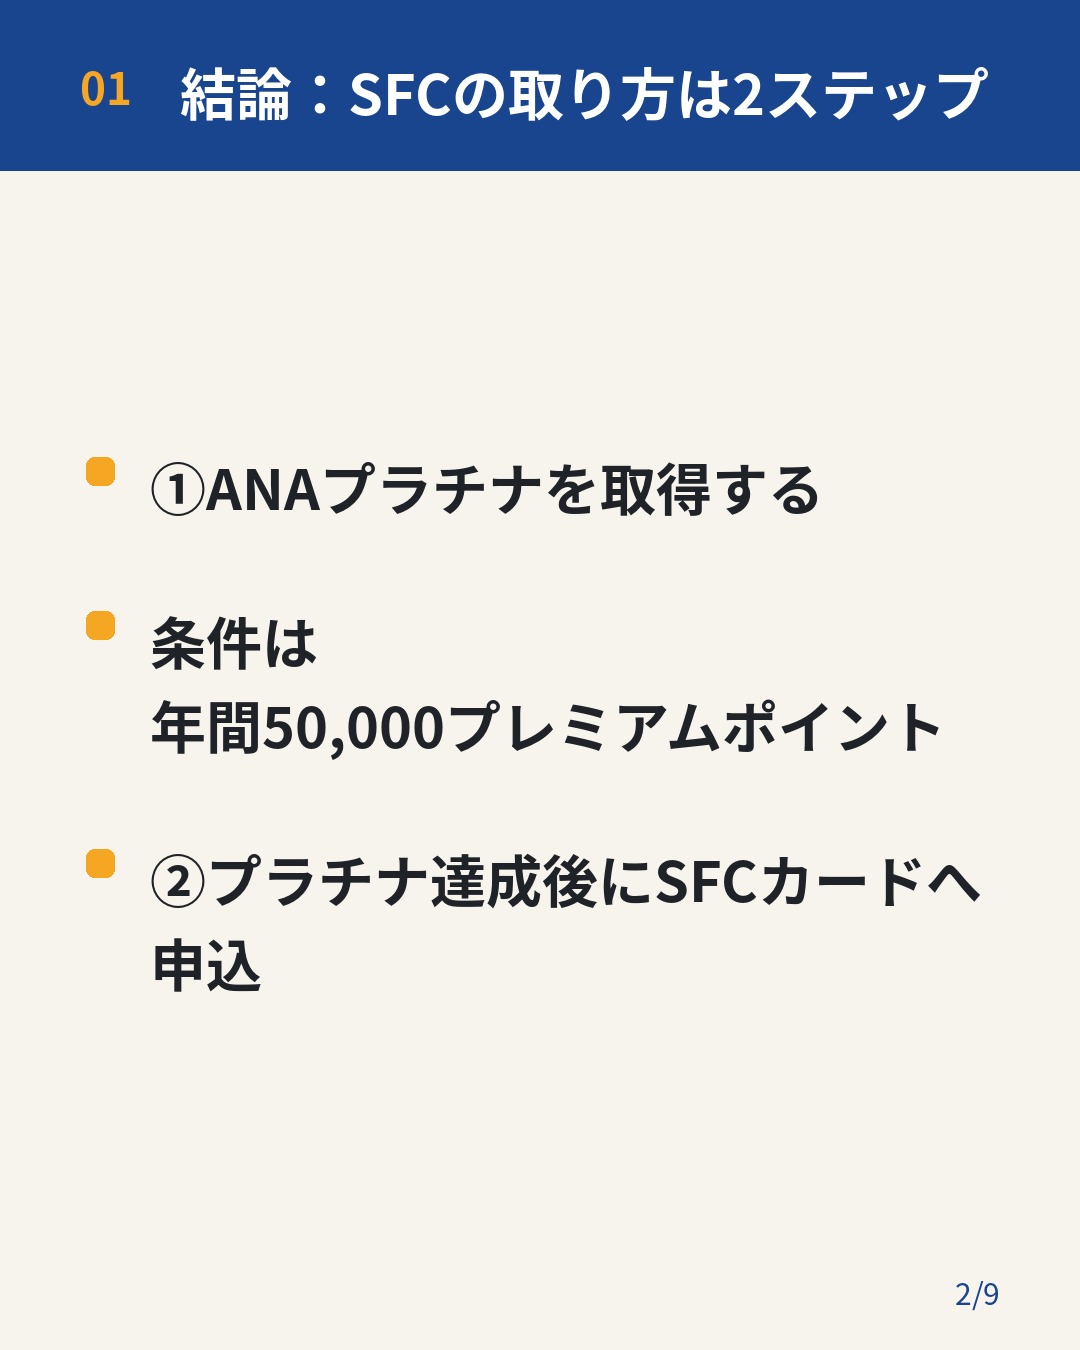 01 結論：SFCの取り方は2ステップ
①ANAプラチナを取得する
条件は
年間50,000プレミアムポイント
②プラチナ達成後にSFCカードへ
申込
2/9